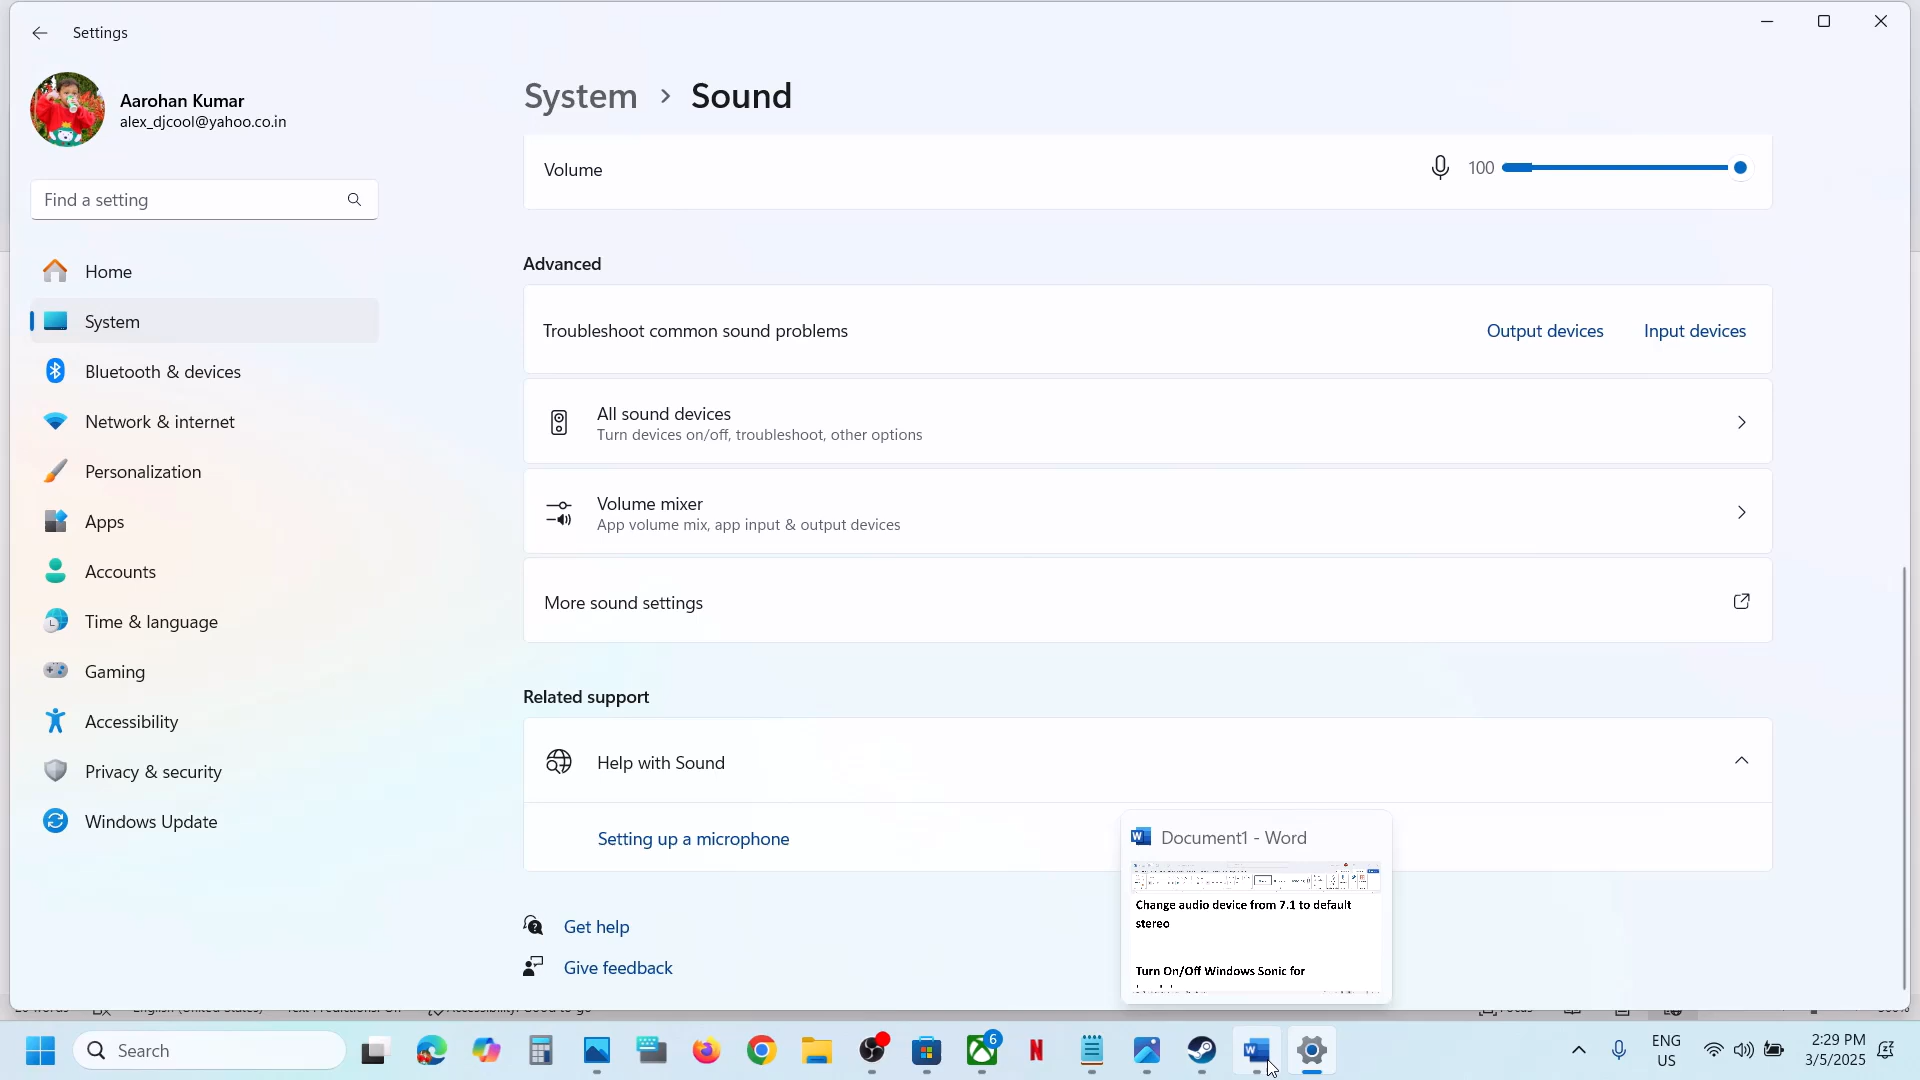 Settings
Aarohan Kumar
alex_djcool@yahoo.co.in
Find a setting
Home
System
Bluetooth & devices
Network & internet
Personalization
Apps
Accounts
Time & language
Gaming
Accessibility
Privacy & security
Windows Update
System > Sound
Volume
100
Advanced
Troubleshoot common sound problems
Output devices
Input devices
All sound devices
Turn devices on/off, troubleshoot, other options
Volume mixer
App volume mix, app input & output devices
More sound settings
Related support
Help with Sound
Setting up a microphone
Get help
Give feedback
Document1 - Word
Change audio device from 7.1 to default
stereo
Turn On/Off Windows Sonic for
Search
6
ENG
US
2:29 PM
3/5/2025